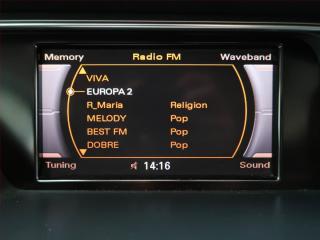 Memory Radio FM Waveband
VIVA
EUROPA 2
R_Maria Religion
MELODY Pop
BEST FM Pop
DOBRE Pop
Tuning 14:16 Sound